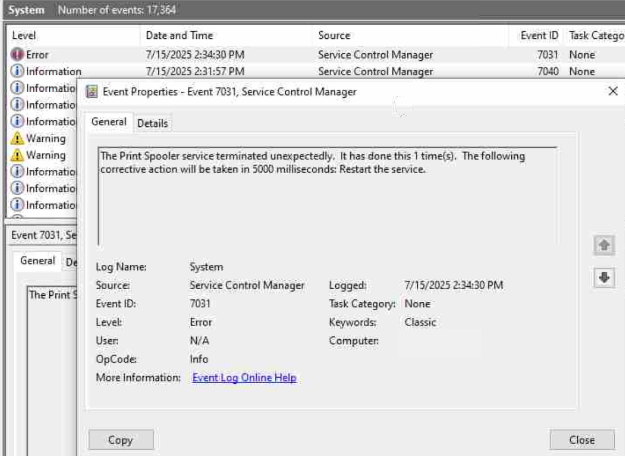 System Number of events: 17,364
Level Date and Time Source Event ID Task Catego
Error 7/15/2025 2:34:30 PM Service Control Manager 7031 None
Information 7/15/2025 2:31:57 PM Service Control Manager 7040 None
Informatio
Informatio
Informatio
Warning
Warning
Informatio
Informatio
Informatio
Event Properties - Event 7031, Service Control Manager
General Details
The Print Spooler service terminated unexpectedly. It has done this 1 time(s). The following
corrective action will be taken in 5000 milliseconds: Restart the service.
Log Name: System
Source: Service Control Manager Logged: 7/15/2025 2:34:30 PM
Event ID: 7031 Task Category: None
Level: Error Keywords: Classic
User: N/A Computer:
OpCode: Info
More Information: Event Log Online Help
Copy Close
Event 7031, Se
General De
The Print S